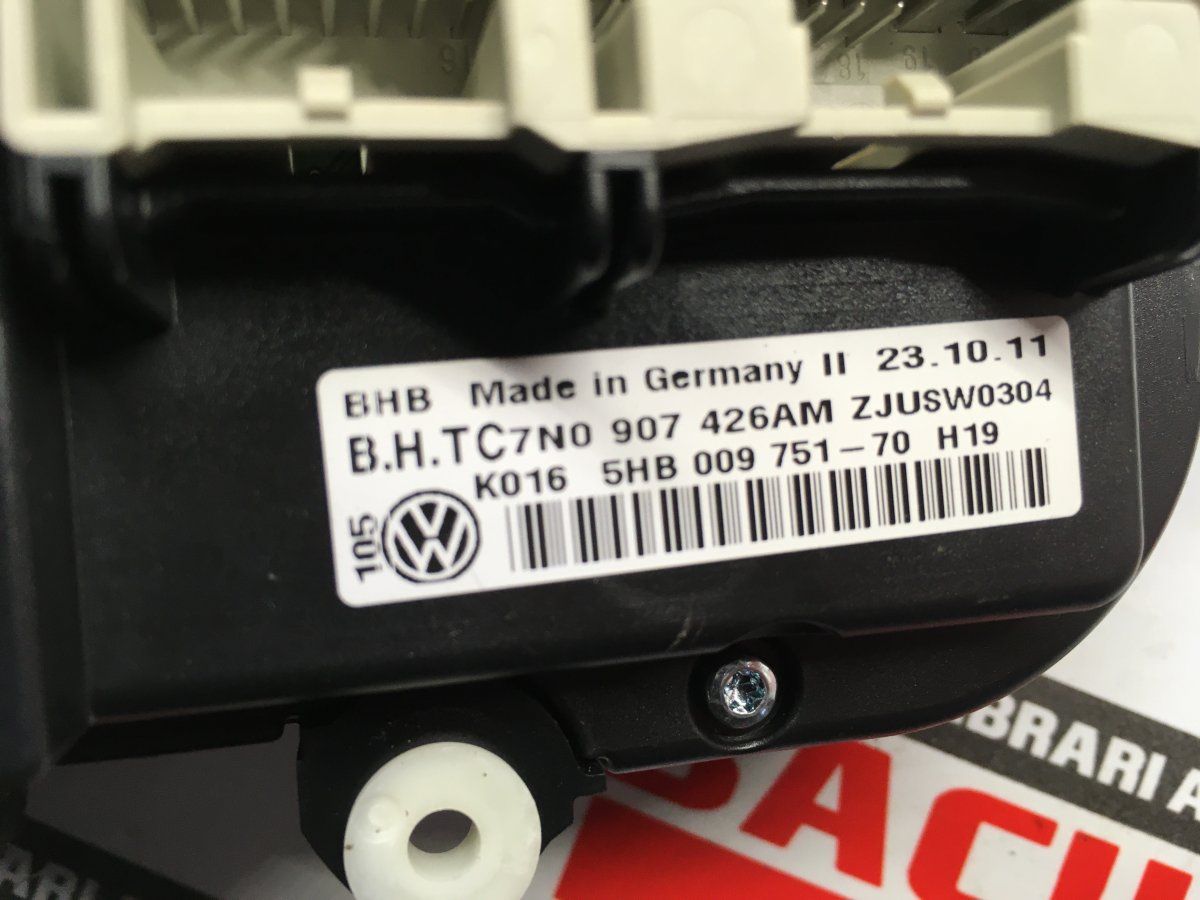 BHB Made in Germany II 23.10.11
B.H.TC7N0 907 426AM ZJUSW0304
K016 5HB 009 751-70 H19
105